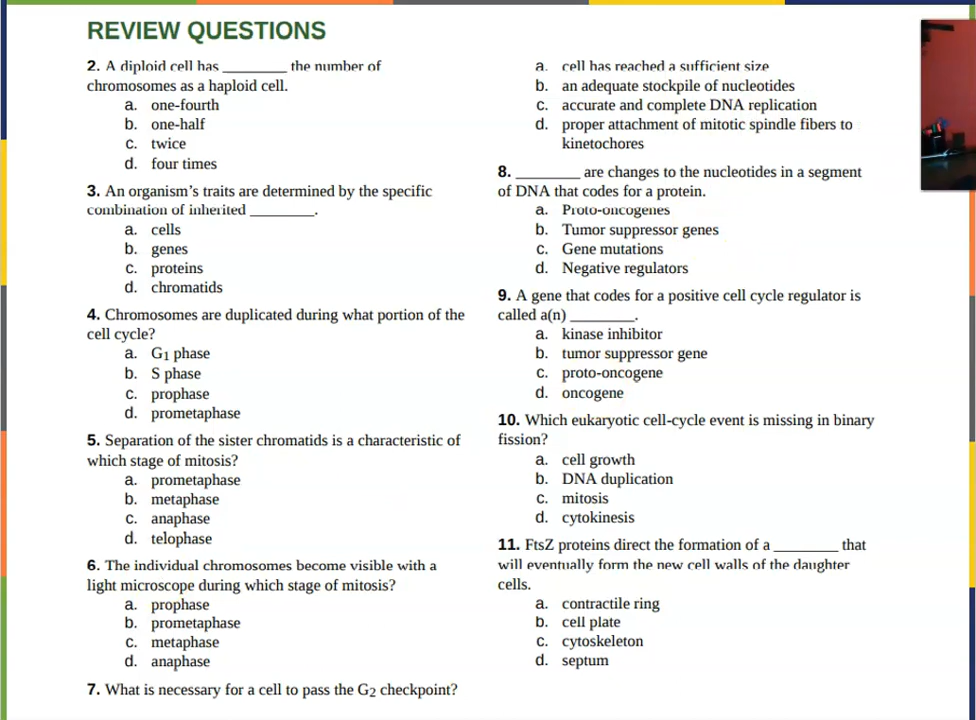 REVIEW QUESTIONS
2. A diploid cell has ________ the number of
chromosomes as a haploid cell.
a. one-fourth
b. one-half
c. twice
d. four times
3. An organism’s traits are determined by the specific
combination of inherited ________.
a. cells
b. genes
c. proteins
d. chromatids
4. Chromosomes are duplicated during what portion of the
cell cycle?
a. G1 phase
b. S phase
c. prophase
d. prometaphase
5. Separation of the sister chromatids is a characteristic of
which stage of mitosis?
a. prometaphase
b. metaphase
c. anaphase
d. telophase
6. The individual chromosomes become visible with a
light microscope during which stage of mitosis?
a. prophase
b. prometaphase
c. metaphase
d. anaphase
7. What is necessary for a cell to pass the G2 checkpoint?
a. cell has reached a sufficient size
b. an adequate stockpile of nucleotides
c. accurate and complete DNA replication
d. proper attachment of mitotic spindle fibers to
kinetochores
8. ________ are changes to the nucleotides in a segment
of DNA that codes for a protein.
a. Proto-oncogenes
b. Tumor suppressor genes
c. Gene mutations
d. Negative regulators
9. A gene that codes for a positive cell cycle regulator is
called a(n) ________.
a. kinase inhibitor
b. tumor suppressor gene
c. proto-oncogene
d. oncogene
10. Which eukaryotic cell-cycle event is missing in binary
fission?
a. cell growth
b. DNA duplication
c. mitosis
d. cytokinesis
11. FtsZ proteins direct the formation of a ________ that
will eventually form the new cell walls of the daughter
cells.
a. contractile ring
b. cell plate
c. cytoskeleton
d. septum